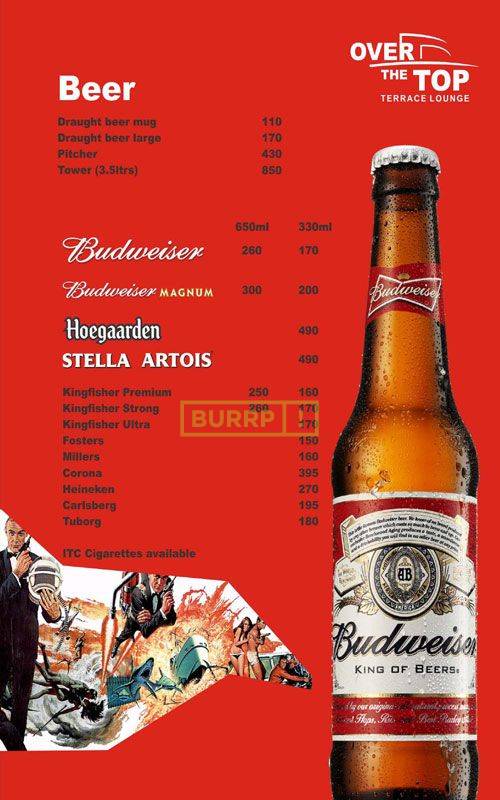 OVER
THE TOP
TERRACE LOUNGE
Beer
Draught beer mug 110
Draught beer large 170
Pitcher 430
Tower (3.5ltrs) 850
650ml 330ml
Budweiser 260 170
Budweiser MAGNUM 300 200
Hoegaarden 490
STELLA ARTOIS 490
Kingfisher Premium 250 160
Kingfisher Strong 260 170
Kingfisher Ultra 170
BURRP!
Fosters 150
Millers 160
Corona 395
Heineken 270
Carlsberg 195
Tuborg 180
ITC Cigarettes available
Budweiser
AB
Budweiser
KING OF BEERS®